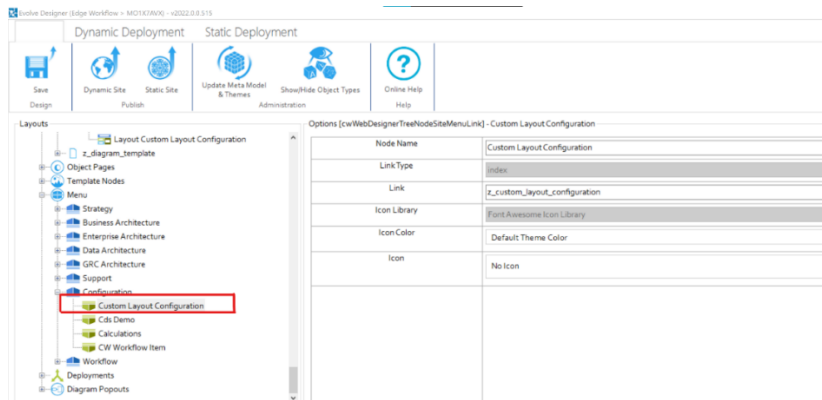 Evolve Designer (Edge Workflow > MO1X7AVX) - v2022.0.0.515
Dynamic Deployment
Static Deployment
Save
Dynamic Site
Static Site
Update Meta Model
& Themes
Show/Hide Object Types
Online Help
Design
Publish
Administration
Help
Layouts
Layout Custom Layout Configuration
z_diagram_template
Object Pages
Template Nodes
Menu
Strategy
Business Architecture
Enterprise Architecture
Data Architecture
GRC Architecture
Support
Configuration
Custom Layout Configuration
Cds Demo
Calculations
CW Workflow Item
Workflow
Deployments
Diagram Popouts
Options [cwWebDesignerTreeNodeSiteMenuLink] - Custom Layout Configuration
Node Name
Custom Layout Configuration
Link Type
index
Link
z_custom_layout_configuration
Icon Library
Font Awesome Icon Library
Icon Color
Default Theme Color
Icon
No Icon